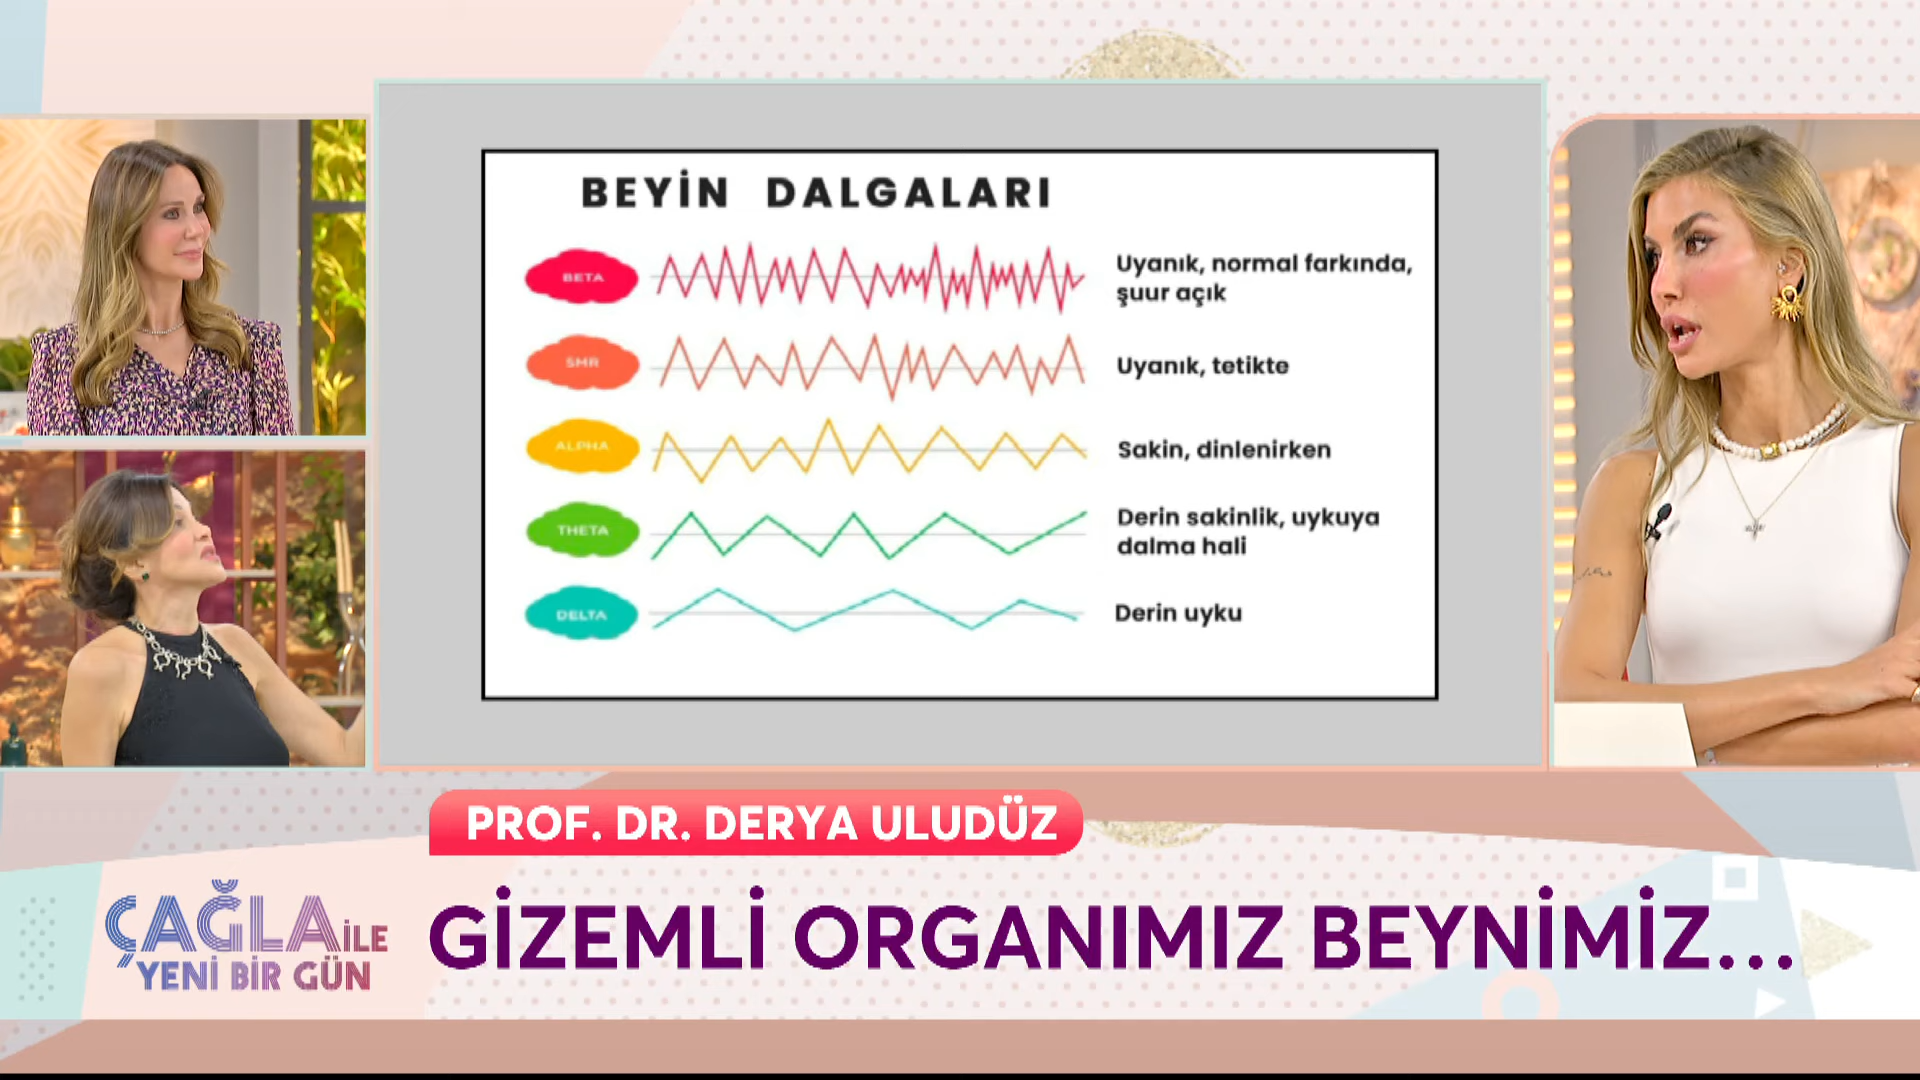 BEYİN DALGALARI
BETA
Uyanık, normal farkında,
şuur açık
SMR
Uyanık, tetikte
ALPHA
Sakin, dinlenirken
THETA
Derin sakinlik, uykuya
dalma hali
DELTA
Derin uyku
PROF. DR. DERYA ULUDÜZ
ÇAĞLA İLE
YENİ BİR GÜN
GİZEMLİ ORGANIMIZ BEYNİMİZ...